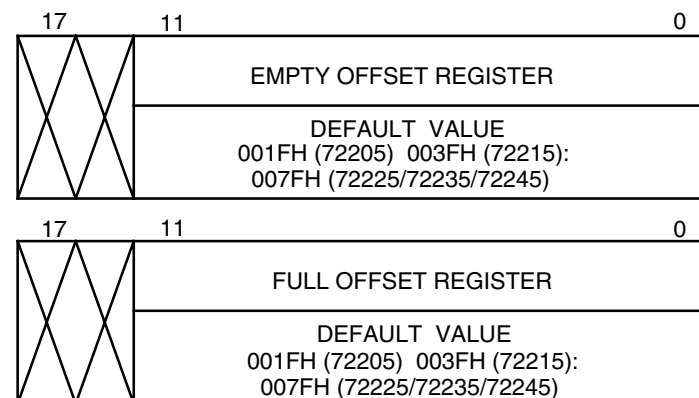 17 11 0
EMPTY OFFSET REGISTER
DEFAULT VALUE
001FH (72205) 003FH (72215):
007FH (72225/72235/72245)
17 11 0
FULL OFFSET REGISTER
DEFAULT VALUE
001FH (72205) 003FH (72215):
007FH (72225/72235/72245)